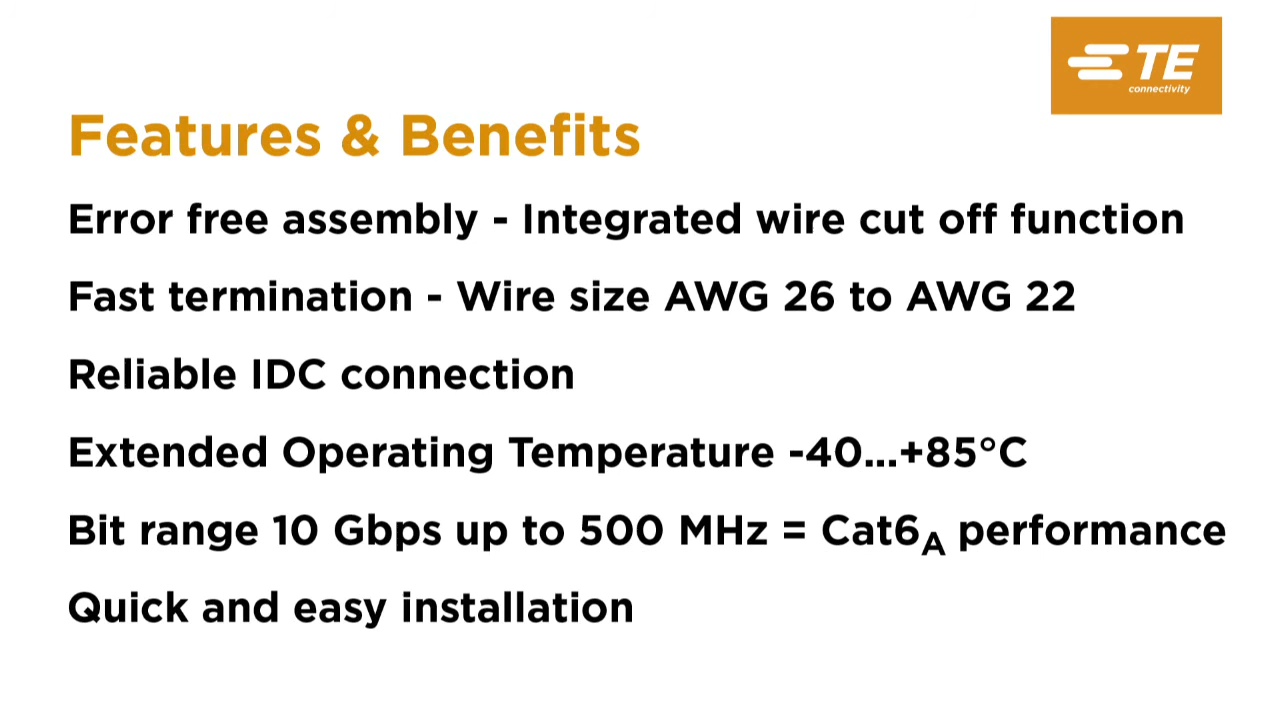 TE
connectivity
Features & Benefits
Error free assembly - Integrated wire cut off function
Fast termination - Wire size AWG 26 to AWG 22
Reliable IDC connection
Extended Operating Temperature -40...+85°C
Bit range 10 Gbps up to 500 MHz = Cat6A performance
Quick and easy installation